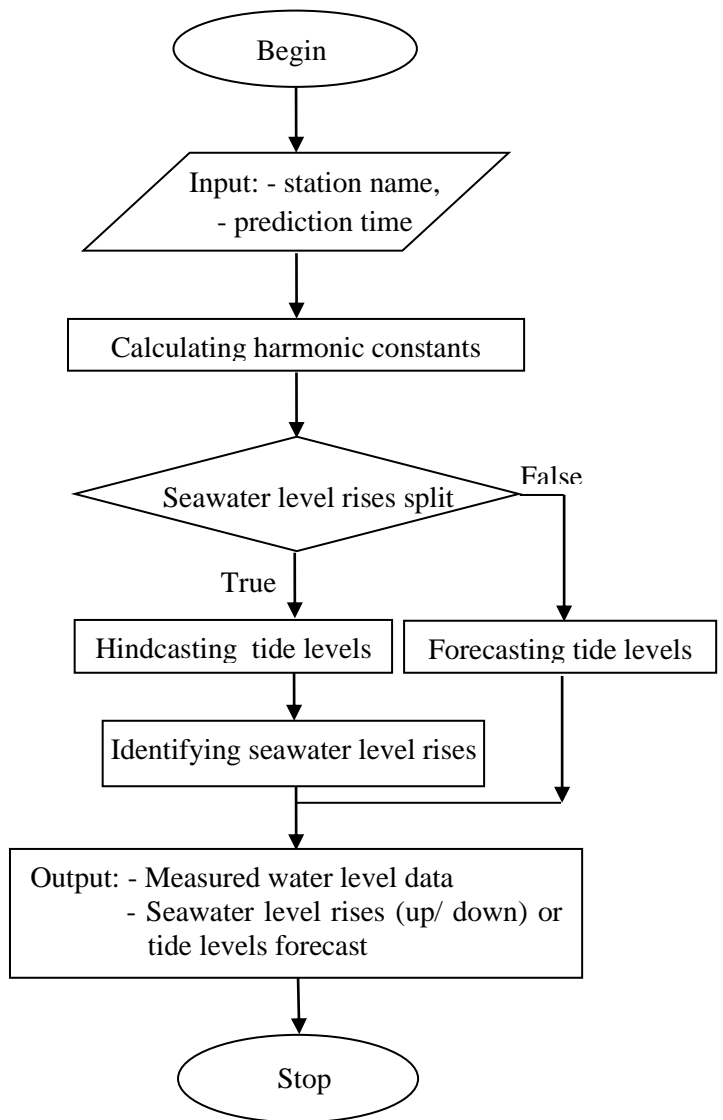 Begin
Input: - station name,
- prediction time
Calculating harmonic constants
Seawater level rises split
False
True
Hindcasting tide levels
Forecasting tide levels
Identifying seawater level rises
Output: - Measured water level data
- Seawater level rises (up/ down) or
tide levels forecast
Stop